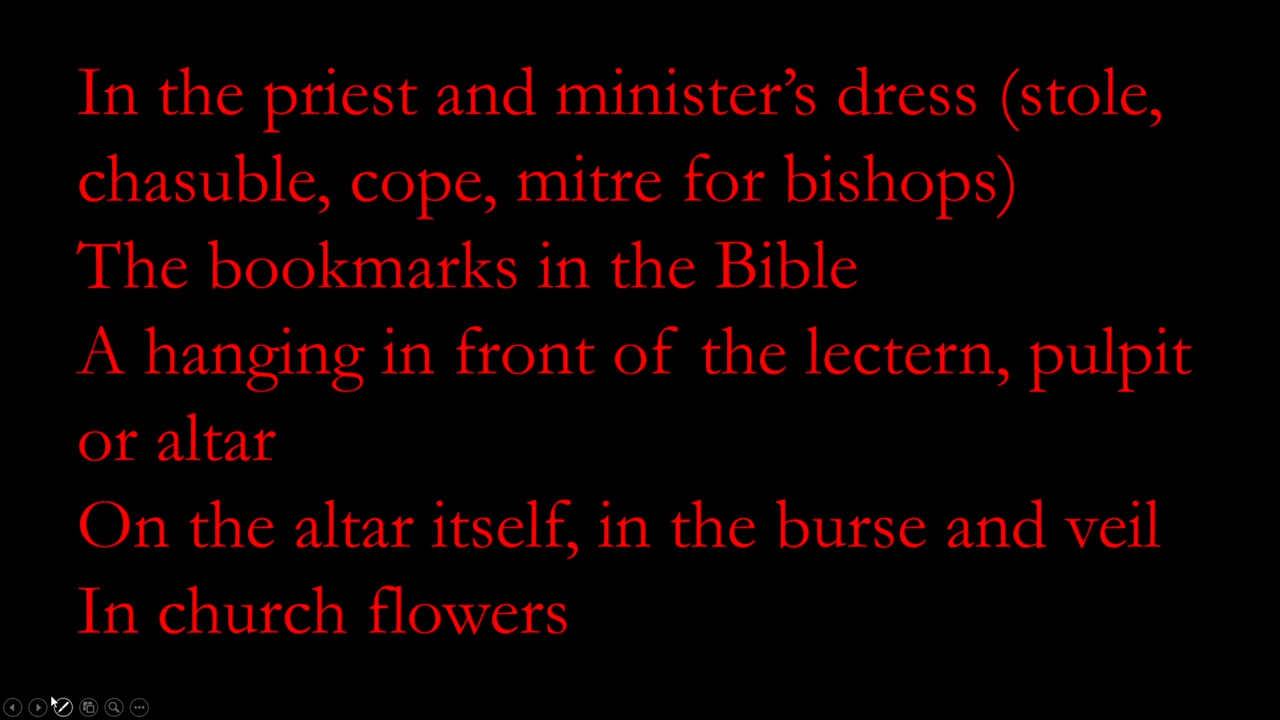 In the priest and minister’s dress (stole,
chasuble, cope, mitre for bishops)
The bookmarks in the Bible
A hanging in front of the lectern, pulpit
or altar
On the altar itself, in the burse and veil
In church flowers